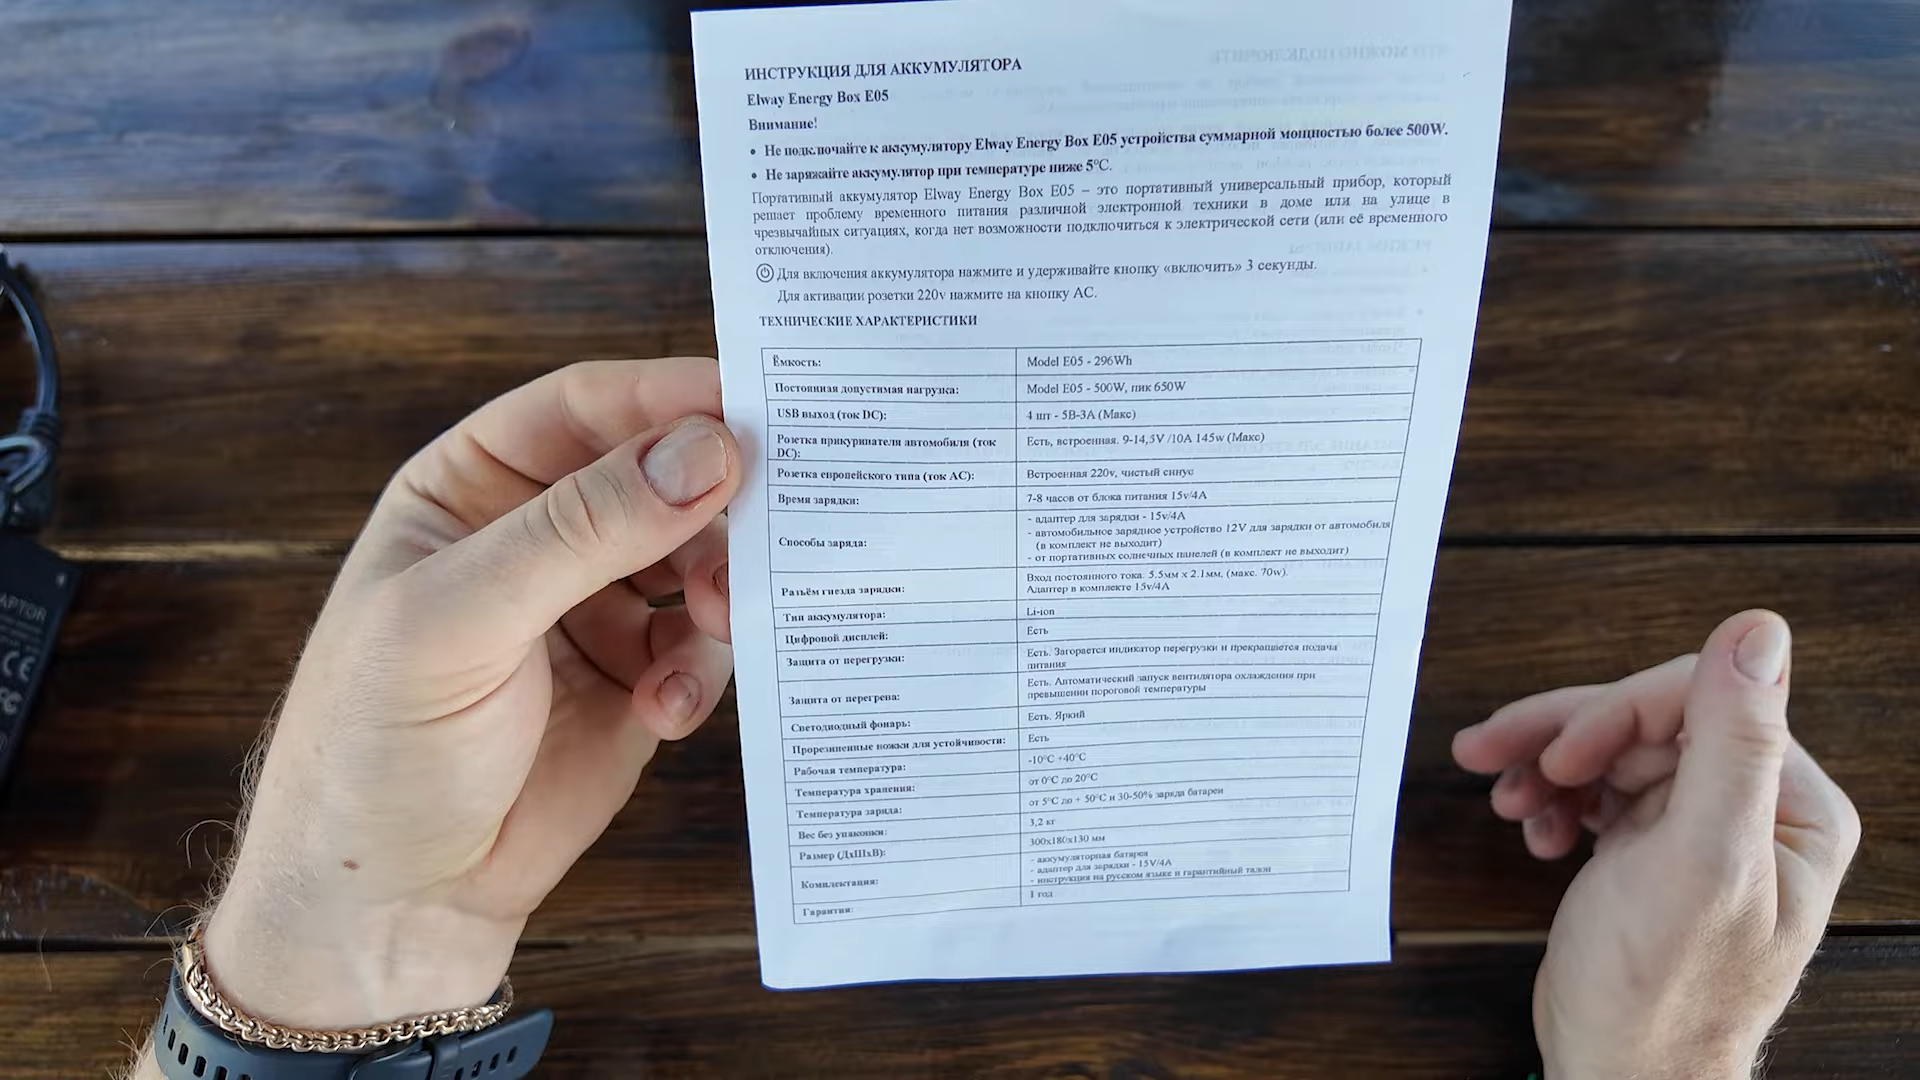 ИНСТРУКЦИЯ ДЛЯ АККУМУЛЯТОРА
Elway Energy Box E05
Внимание!
• Не подключайте к аккумулятору Elway Energy Box E05 устройства суммарной мощностью более 500W.
• Не заряжайте аккумулятор при температуре ниже 5°C.
Портативный аккумулятор Elway Energy Box E05 – это портативный универсальный прибор, который
решает проблему временного питания различной электронной техники в доме или на улице в
чрезвычайных ситуациях, когда нет возможности подключиться к электрической сети (или её временного
отключения).
Для включения аккумулятора нажмите и удерживайте кнопку «включить» 3 секунды.
Для активации розетки 220v нажмите на кнопку AC.
ТЕХНИЧЕСКИЕ ХАРАКТЕРИСТИКИ
Ёмкость: Model E05 - 296Wh
Постоянная допустимая нагрузка: Model E05 - 500W, пик 650W
USB выход (ток DC): 4 шт - 5В-3А (Макс)
Розетка прикуривателя автомобиля (ток Есть, встроенная. 9-14,5V /10A 145w (Макс)
DC):
Розетка европейского типа (ток AC): Встроенная 220v, чистый синус
Время зарядки: 7-8 часов от блока питания 15v/4A
Способы заряда:
- адаптер для зарядки - 15v/4A
- автомобильное зарядное устройство 12V для зарядки от автомобиля
(в комплект не выходит)
- от портативных солнечных панелей (в комплект не выходит)
Разъём гнезда зарядки:
Вход постоянного тока. 5.5мм x 2.1мм, (макс. 70w).
Адаптер в комплекте 15v/4A
Тип аккумулятора: Li-ion
Цифровой дисплей: Есть
Защита от перегрузки: Есть. Загорается индикатор перегрузки и прекращается подача
питания
Защита от перегрева: Есть. Автоматический запуск вентилятора охлаждения при
превышении пороговой температуры
Светодиодный фонарь: Есть. Яркий
Прорезиненные ножки для устойчивости: Есть
Рабочая температура: -10°C +40°C
Температура хранения: от 0°C до 20°C
Температура заряда: от 5°C до + 50°C и 30-50% заряда батареи
Вес без упаковки: 3,2 кг
Размер (ДхШхВ): 300x180x130 мм
Комплектация:
- аккумуляторная батарея
- адаптер для зарядки - 15V/4A
- инструкция на русском языке и гарантийный талон
Гарантия: 1 год
APTOR
CE
ЧТО МОЖНО ПОДКЛЮЧИТЬ